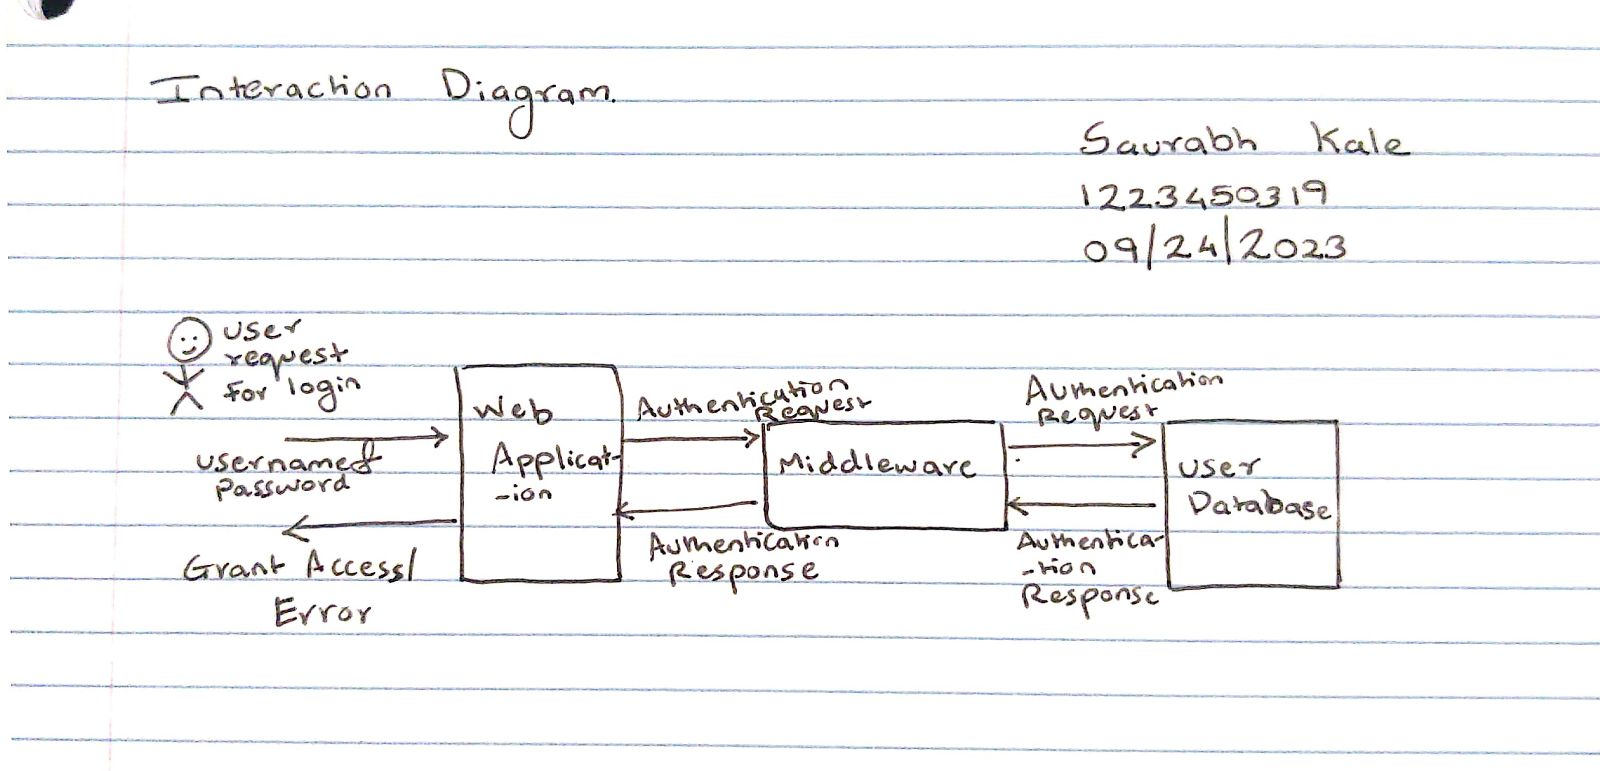 Interaction Diagram.
Saurabh Kale
1223450319
09/24/2023
user
request
for login
username &
password
Grant Access/
Error
Web
Applicat-
-ion
Authentication
Request
Authentication
Response
Middleware
Authentication
Request
Authentica-
-tion
Response
user
Database